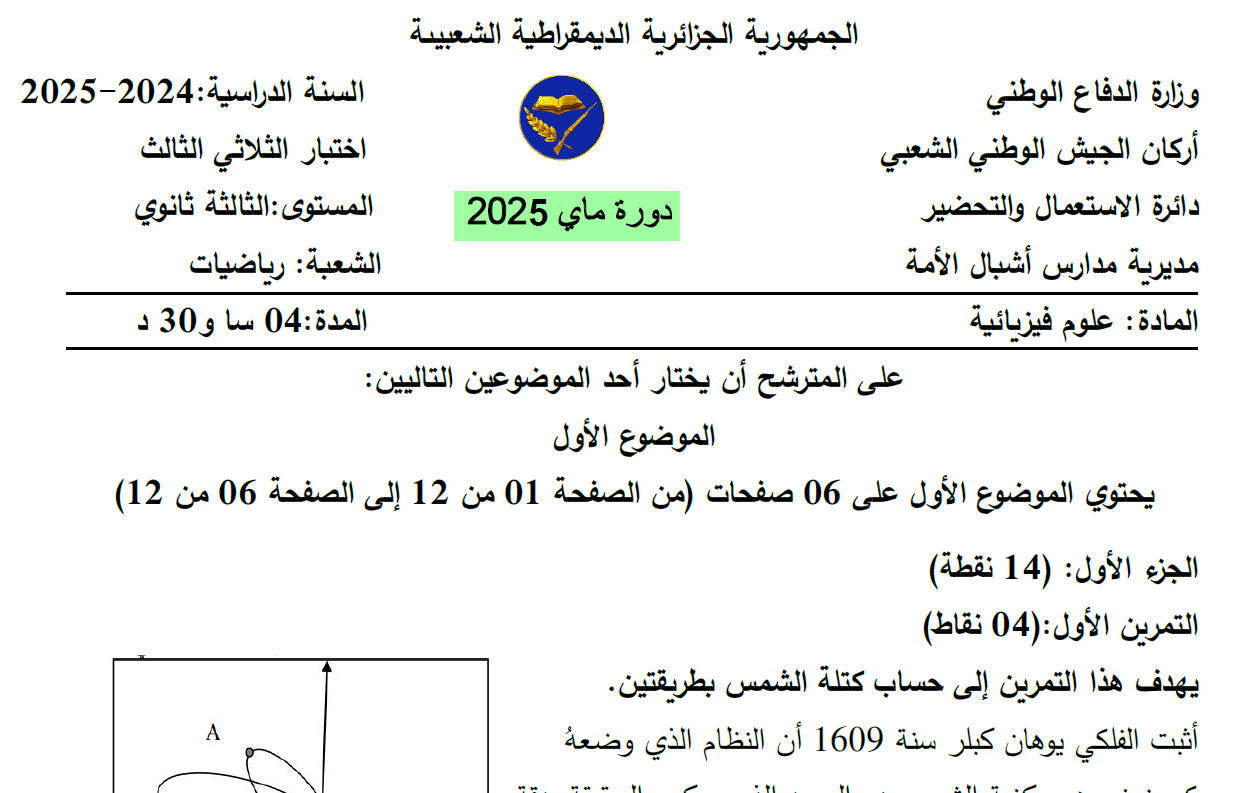 الجمهورية الجزائرية الديمقراطية الشعبية
وزارة الدفاع الوطني
السنة الدراسية:2024-2025
أركان الجيش الوطني الشعبي
اختبار الثلاثي الثالث
دائرة الاستعمال والتحضير
دورة ماي 2025
المستوى:الثالثة ثانوي
مديرية مدارس أشبال الأمة
الشعبة: رياضيات
المادة: علوم فيزيائية
المدة:04 سا و30 د
على المترشح أن يختار أحد الموضوعين التاليين:
الموضوع الأول
يحتوي الموضوع الأول على 06 صفحات (من الصفحة 01 من 12 إلى الصفحة 06 من 12)
الجزء الأول: (14 نقطة)
التمرين الأول:(04 نقاط)
يهدف هذا التمرين إلى حساب كتلة الشمس بطريقتين.
أثبت الفلكي يوهان كبلر سنة 1609 أن النظام الذي وضعهُ
A